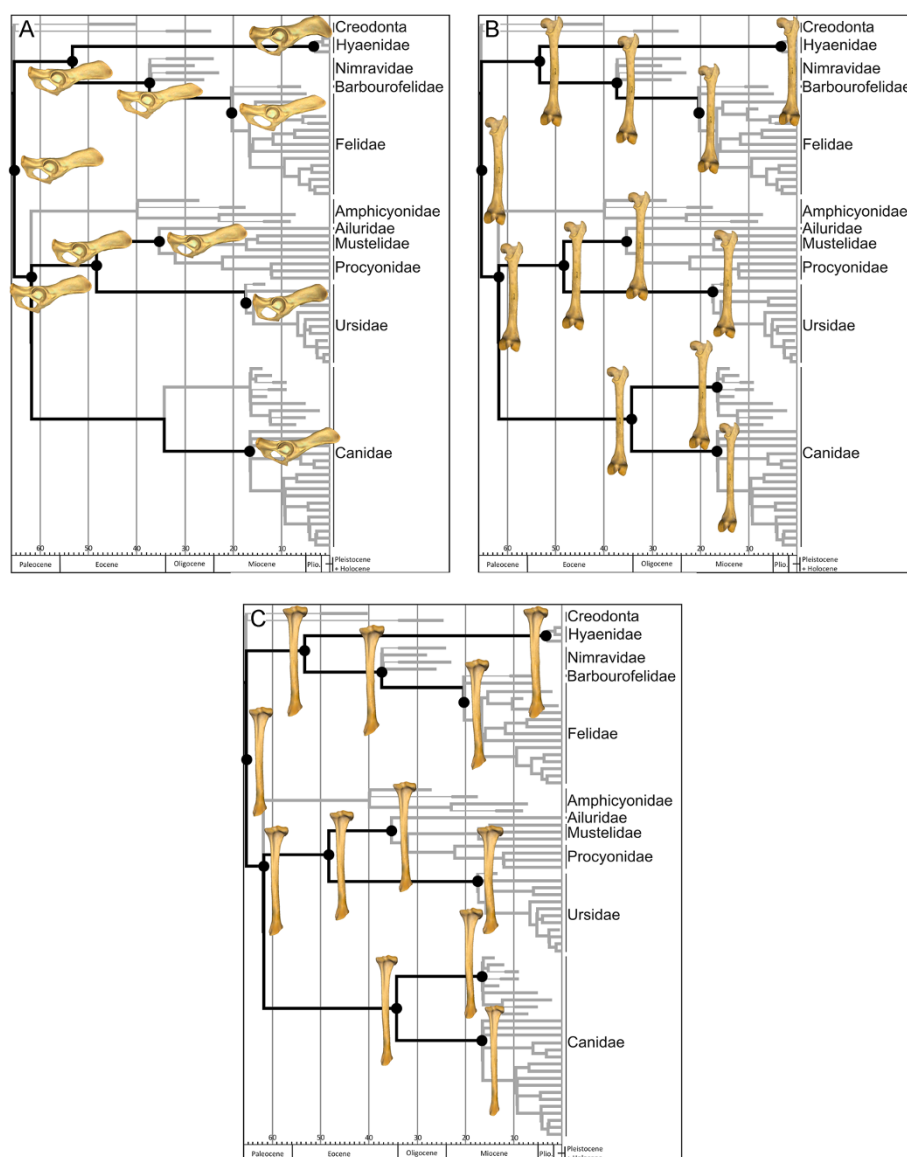 A
Creodonta
Hyaenidae
Nimravidae
Barbourofelidae
Felidae
Amphicyonidae
Ailuridae
Mustelidae
Procyonidae
Ursidae
Canidae
60 50 40 30 20 10
Paleocene Eocene Oligocene Miocene Plio. Pleistocene
+ Holocene
B
Creodonta
Hyaenidae
Nimravidae
Barbourofelidae
Felidae
Amphicyonidae
Ailuridae
Mustelidae
Procyonidae
Ursidae
Canidae
60 50 40 30 20 10
Paleocene Eocene Oligocene Miocene Plio. Pleistocene
+ Holocene
C
Creodonta
Hyaenidae
Nimravidae
Barbourofelidae
Felidae
Amphicyonidae
Ailuridae
Mustelidae
Procyonidae
Ursidae
Canidae
60 50 40 30 20 10
Paleocene Eocene Oligocene Miocene Plio. Pleistocene